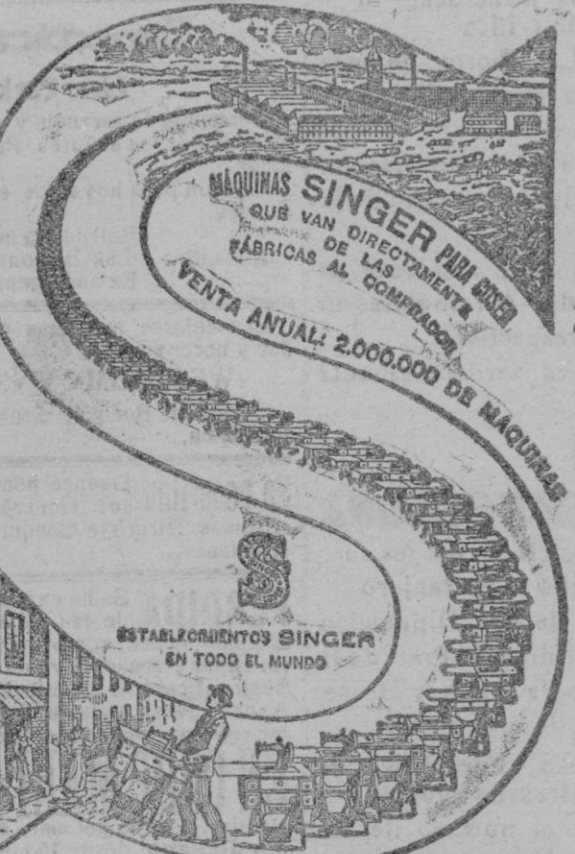 MÁQUINAS SINGER PARA COSER
QUE VAN DIRECTAMENTE
DE LAS
FÁBRICAS AL COMPRADOR
VENTA ANUAL: 2.000.000 DE MÁQUINAS
S
ESTABLECIMIENTOS SINGER
EN TODO EL MUNDO